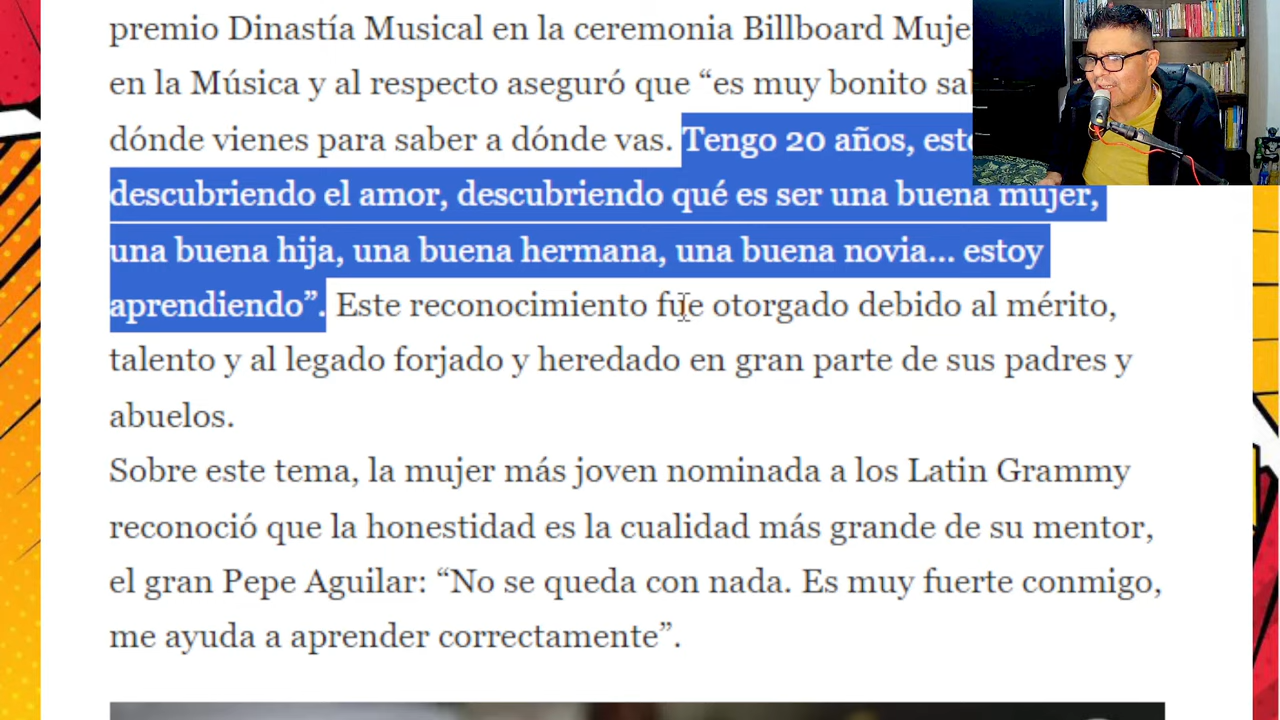 premio Dinastía Musical en la ceremonia Billboard
en la Música y al respecto aseguró que “es muy bonito
dónde vienes para saber a dónde vas. Tengo 20 años,
descubriendo el amor, descubriendo qué es ser una buena mujer,
una buena hija, una buena hermana, una buena novia... estoy
aprendiendo”. Este reconocimiento fue otorgado debido al mérito,
talento y al legado forjado y heredado en gran parte de sus padres y
abuelos.
Sobre este tema, la mujer más joven nominada a los Latin Grammy
reconoció que la honestidad es la cualidad más grande de su mentor,
el gran Pepe Aguilar: “No se queda con nada. Es muy fuerte conmigo,
me ayuda a aprender correctamente”.